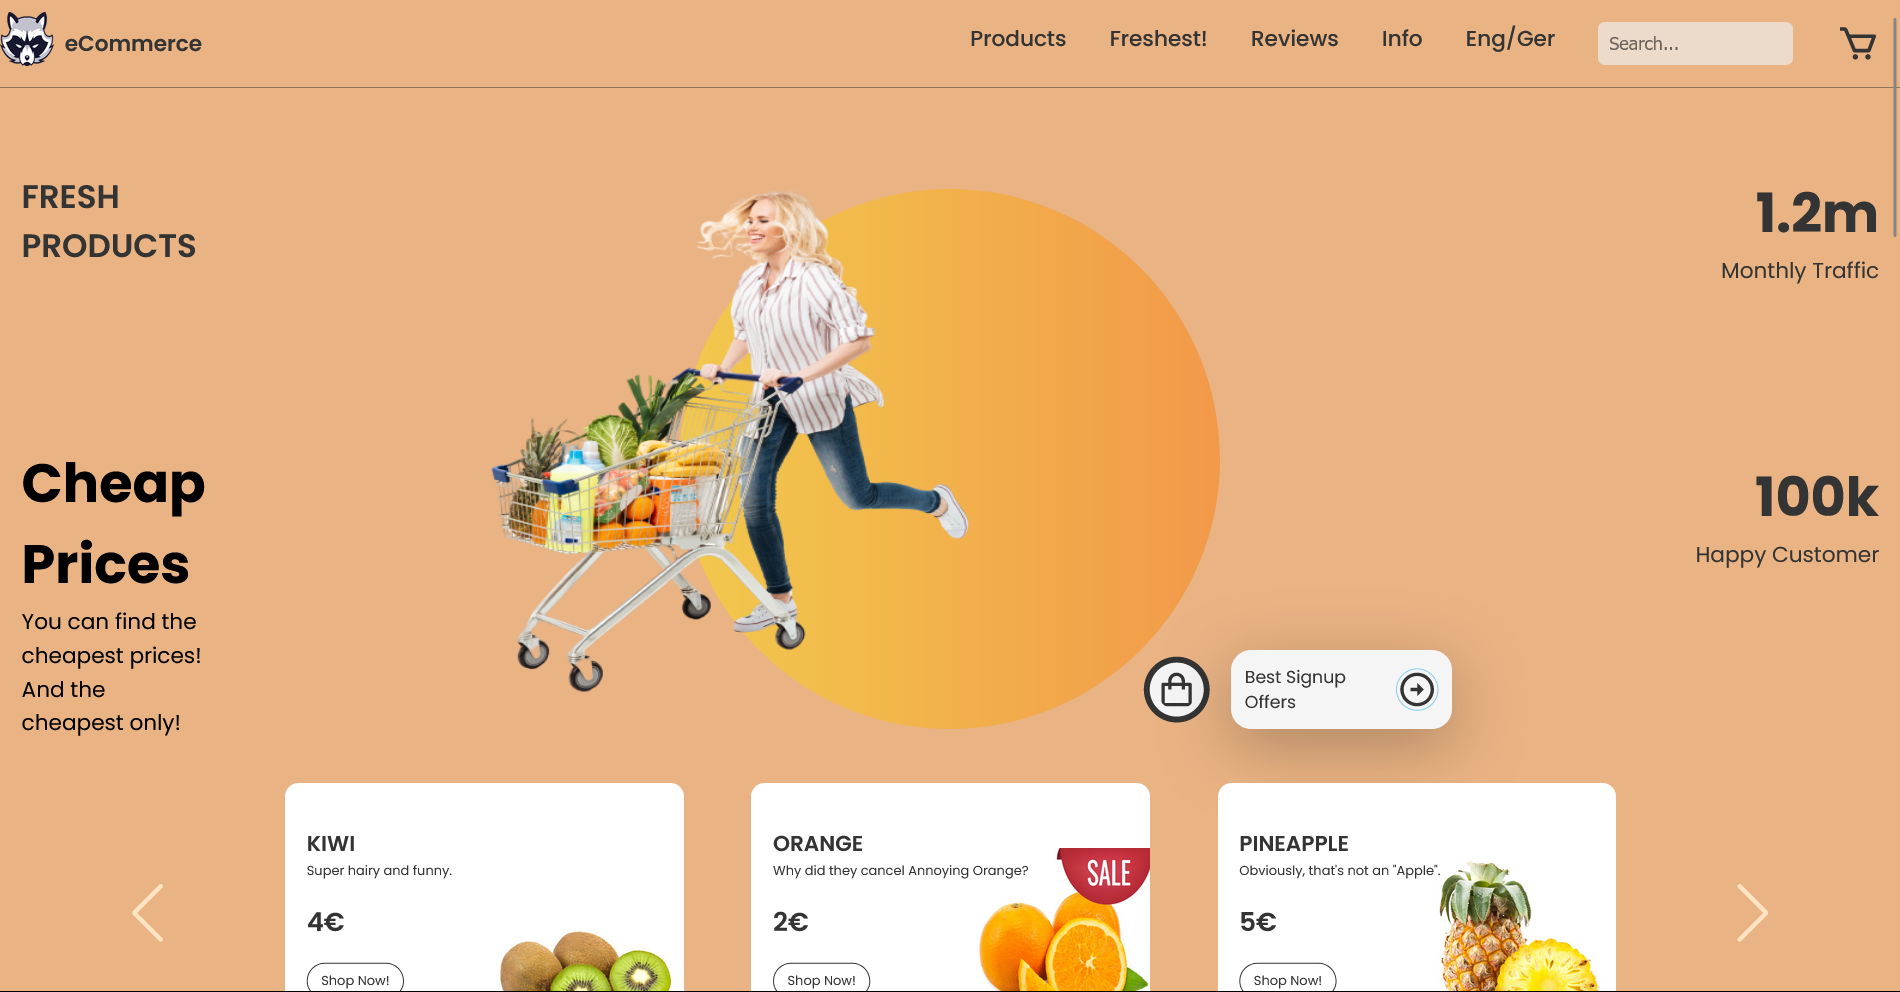 eCommerce
Products
Freshest!
Reviews
Info
Eng/Ger
Search...
FRESH
PRODUCTS
1.2m
Monthly Traffic
Cheap
Prices
You can find the
cheapest prices!
And the
cheapest only!
100k
Happy Customer
Best Signup
Offers
KIWI
Super hairy and funny.
4€
Shop Now!
ORANGE
Why did they cancel Annoying Orange?
SALE
2€
Shop Now!
PINEAPPLE
Obviously, that's not an "Apple".
5€
Shop Now!